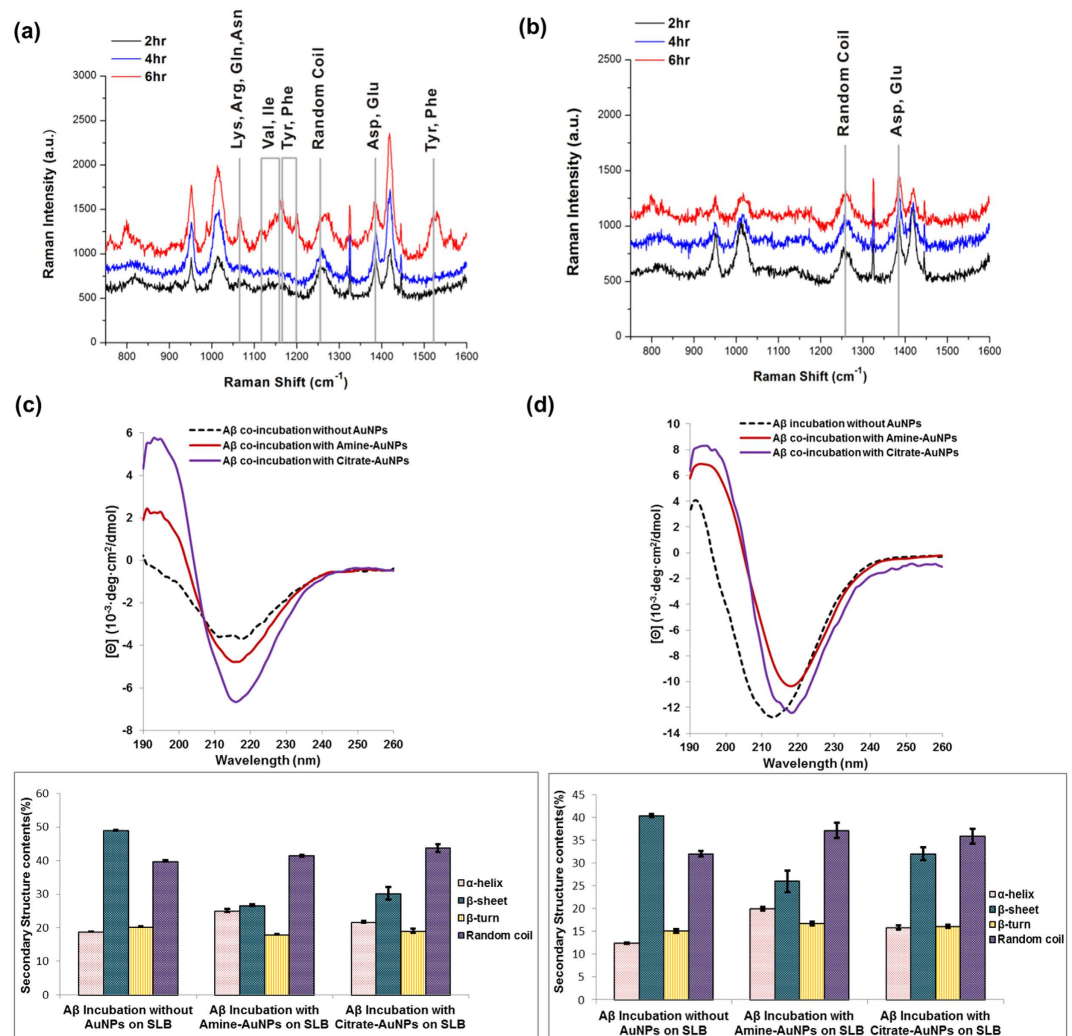 (a)
2hr
4hr
6hr
Lys, Arg, Gln,Asn
Val, Ile
Tyr, Phe
Random Coil
Asp, Glu
Tyr, Phe
Raman Intensity (a.u.)
3000
2500
2000
1500
1000
500
0
800 900 1000 1100 1200 1300 1400 1500 1600
Raman Shift (cm-1)
(b)
2hr
4hr
6hr
Random Coil
Asp, Glu
Raman Intensity (a.u.)
2500
2000
1500
1000
500
0
800 900 1000 1100 1200 1300 1400 1500 1600
Raman Shift (cm-1)
(c)
Aβ co-incubation without AuNPs
Aβ co-incubation with Amine-AuNPs
Aβ co-incubation with Citrate-AuNPs
[Θ] (10-3·deg·cm2/dmol)
6
4
2
0
-2
-4
-6
-8
190 200 210 220 230 240 250 260
Wavelength (nm)
Secondary Structure contents(%)
60
50
40
30
20
10
0
α-helix
β-sheet
β-turn
Random coil
Aβ Incubation without AuNPs on SLB
Aβ Incubation with Amine-AuNPs on SLB
Aβ Incubation with Citrate-AuNPs on SLB
(d)
Aβ incubation without AuNPs
Aβ co-incubation with Amine-AuNPs
Aβ co-incubation with Citrate-AuNPs
[Θ] (10-3·deg·cm2/dmol)
10
8
6
4
2
0
-2
-4
-6
-8
-10
-12
-14
190 200 210 220 230 240 250 260
Wavelength (nm)
Secondary Structure contents(%)
45
40
35
30
25
20
15
10
5
0
α-helix
β-sheet
β-turn
Random coil
Aβ Incubation without AuNPs on SLB
Aβ Incubation with Amine-AuNPs on SLB
Aβ Incubation with Citrate-AuNPs on SLB